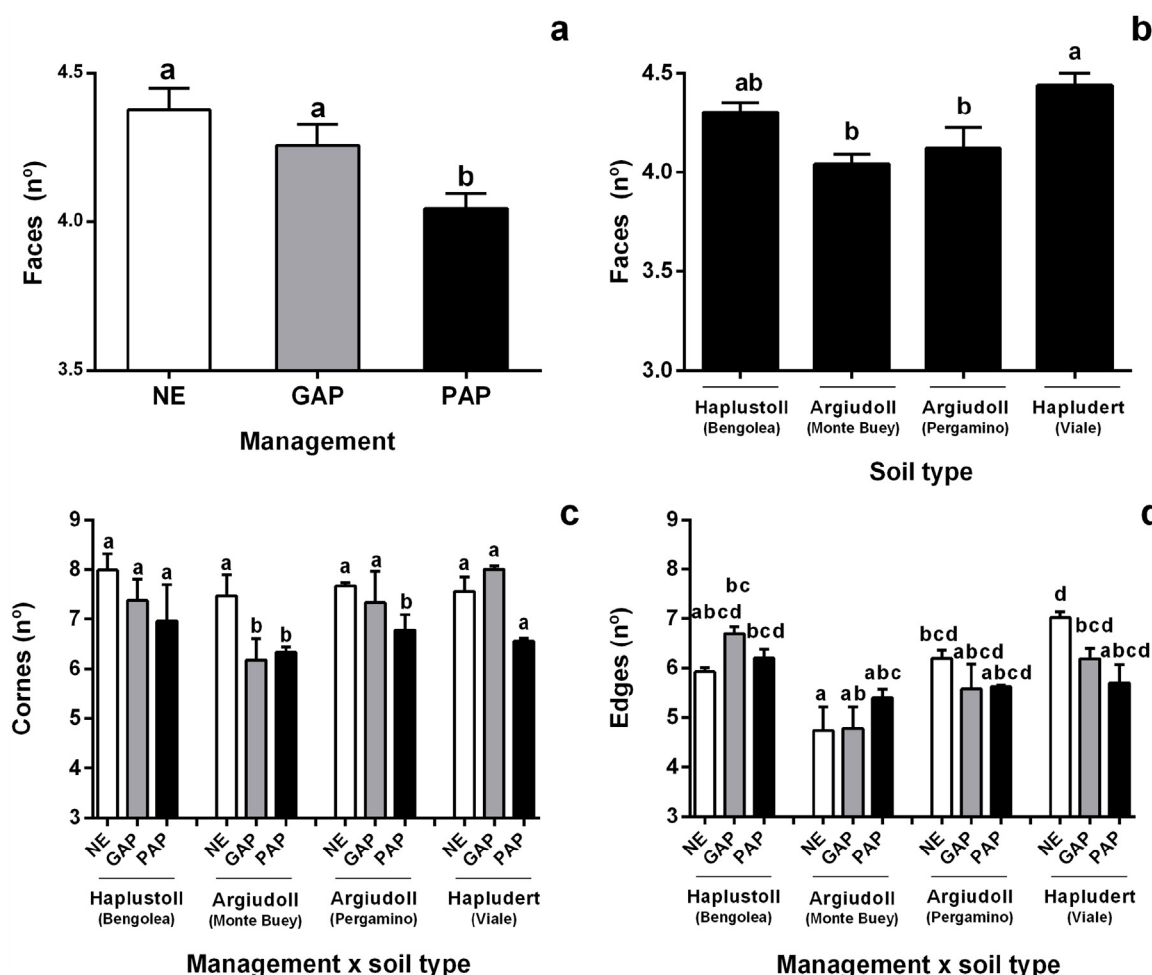 a
4.5
4.0
3.5
Faces (nº)
a
a
b
NE GAP PAP
Management
b
4.5
4.0
3.5
3.0
Faces (nº)
ab
b
b
a
Haplustoll Argiudoll Argiudoll Hapludert
(Bengolea) (Monte Buey) (Pergamino) (Viale)
Soil type
c
9
8
7
6
5
4
3
Cornes (nº)
a a a a b b a a b a a a
NE GAP PAP NE GAP PAP NE GAP PAP NE GAP PAP
Haplustoll Argiudoll Argiudoll Hapludert
(Bengolea) (Monte Buey) (Pergamino) (Viale)
Management x soil type
d
9
8
7
6
5
4
3
Edges (nº)
abcd bc bcd a ab abc bcd abcd abcd d bcd abcd
NE GAP PAP NE GAP PAP NE GAP PAP NE GAP PAP
Haplustoll Argiudoll Argiudoll Hapludert
(Bengolea) (Monte Buey) (Pergamino) (Viale)
Management x soil type